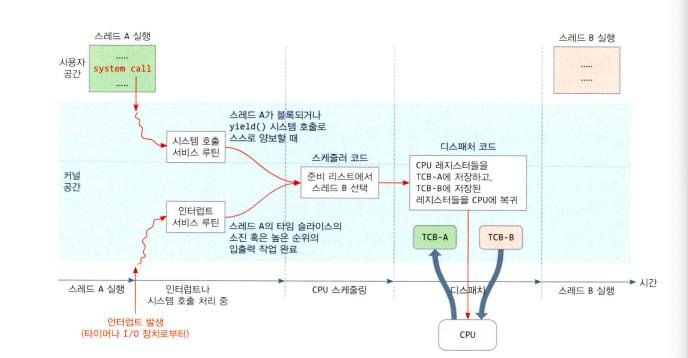 스레드 A 실행
스레드 B 실행
사용자
공간
.....
system call
.....
.....
.....
스레드 A가 블록되거나
yield() 시스템 호출로
스스로 양보할 때
시스템 호출
서비스 루틴
스케줄러 코드
준비 리스트에서
스레드 B 선택
디스패처 코드
CPU 레지스터들을
TCB-A에 저장하고,
TCB-B에 저장된
레지스터들을 CPU에 복귀
커널
공간
인터럽트
서비스 루틴
스레드 A의 타임 슬라이스의
소진 혹은 높은 순위의
입출력 작업 완료
TCB-A
TCB-B
시간
스레드 A 실행
인터럽트나
시스템 호출 처리 중
CPU 스케줄링
디스패치
스레드 B 실행
인터럽트 발생
(타이머나 I/O 장치로부터)
CPU